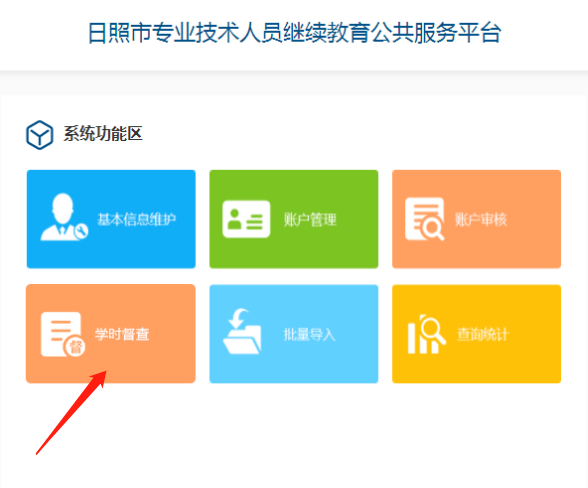 日照市专业技术人员继续教育公共服务平台
系统功能区
基本信息维护
账户管理
账户审核
学时督查
督
批量导入
查询统计